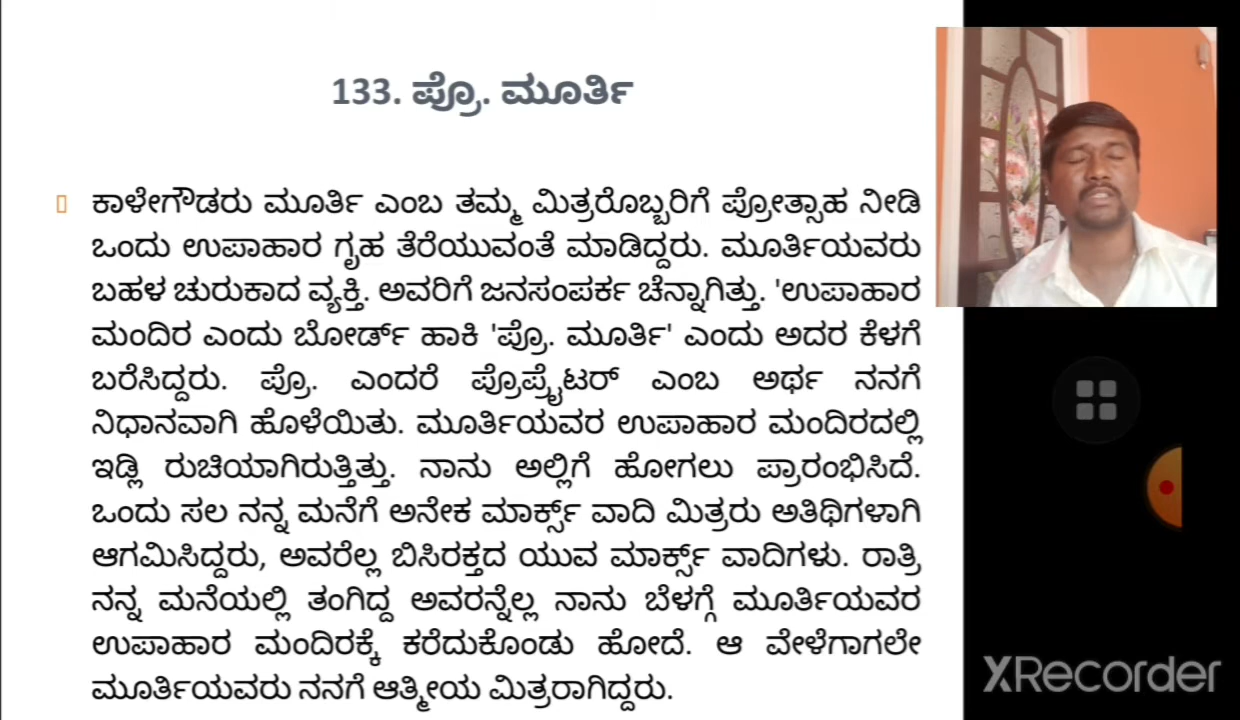 133. ಪ್ರೊ. ಮೂರ್ತಿ
ಕಾಳೇಗೌಡರು ಮೂರ್ತಿ ಎಂಬ ತಮ್ಮ ಮಿತ್ರರೊಬ್ಬರಿಗೆ ಪ್ರೋತ್ಸಾಹ ನೀಡಿ
ಒಂದು ಉಪಾಹಾರ ಗೃಹ ತೆರೆಯುವಂತೆ ಮಾಡಿದ್ದರು. ಮೂರ್ತಿಯವರು
ಬಹಳ ಚುರುಕಾದ ವ್ಯಕ್ತಿ. ಅವರಿಗೆ ಜನಸಂಪರ್ಕ ಚೆನ್ನಾಗಿತ್ತು. 'ಉಪಾಹಾರ
ಮಂದಿರ ಎಂದು ಬೋರ್ಡ್ ಹಾಕಿ 'ಪ್ರೊ. ಮೂರ್ತಿ' ಎಂದು ಅದರ ಕೆಳಗೆ
ಬರೆಸಿದ್ದರು. ಪ್ರೊ. ಎಂದರೆ ಪ್ರೊಪ್ರೈಟರ್ ಎಂಬ ಅರ್ಥ ನನಗೆ
ನಿಧಾನವಾಗಿ ಹೊಳೆಯಿತು. ಮೂರ್ತಿಯವರ ಉಪಾಹಾರ ಮಂದಿರದಲ್ಲಿ
ಇಡ್ಲಿ ರುಚಿಯಾಗಿರುತ್ತಿತ್ತು. ನಾನು ಅಲ್ಲಿಗೆ ಹೋಗಲು ಪ್ರಾರಂಭಿಸಿದೆ.
ಒಂದು ಸಲ ನನ್ನ ಮನೆಗೆ ಅನೇಕ ಮಾರ್ಕ್ಸ್ ವಾದಿ ಮಿತ್ರರು ಅತಿಥಿಗಳಾಗಿ
ಆಗಮಿಸಿದ್ದರು, ಅವರೆಲ್ಲ ಬಿಸಿರಕ್ತದ ಯುವ ಮಾರ್ಕ್ಸ್ ವಾದಿಗಳು. ರಾತ್ರಿ
ನನ್ನ ಮನೆಯಲ್ಲಿ ತಂಗಿದ್ದ ಅವರನ್ನೆಲ್ಲ ನಾನು ಬೆಳಗ್ಗೆ ಮೂರ್ತಿಯವರ
ಉಪಾಹಾರ ಮಂದಿರಕ್ಕೆ ಕರೆದುಕೊಂಡು ಹೋದೆ. ಆ ವೇಳೆಗಾಗಲೇ
ಮೂರ್ತಿಯವರು ನನಗೆ ಆತ್ಮೀಯ ಮಿತ್ರರಾಗಿದ್ದರು.
XRecorder